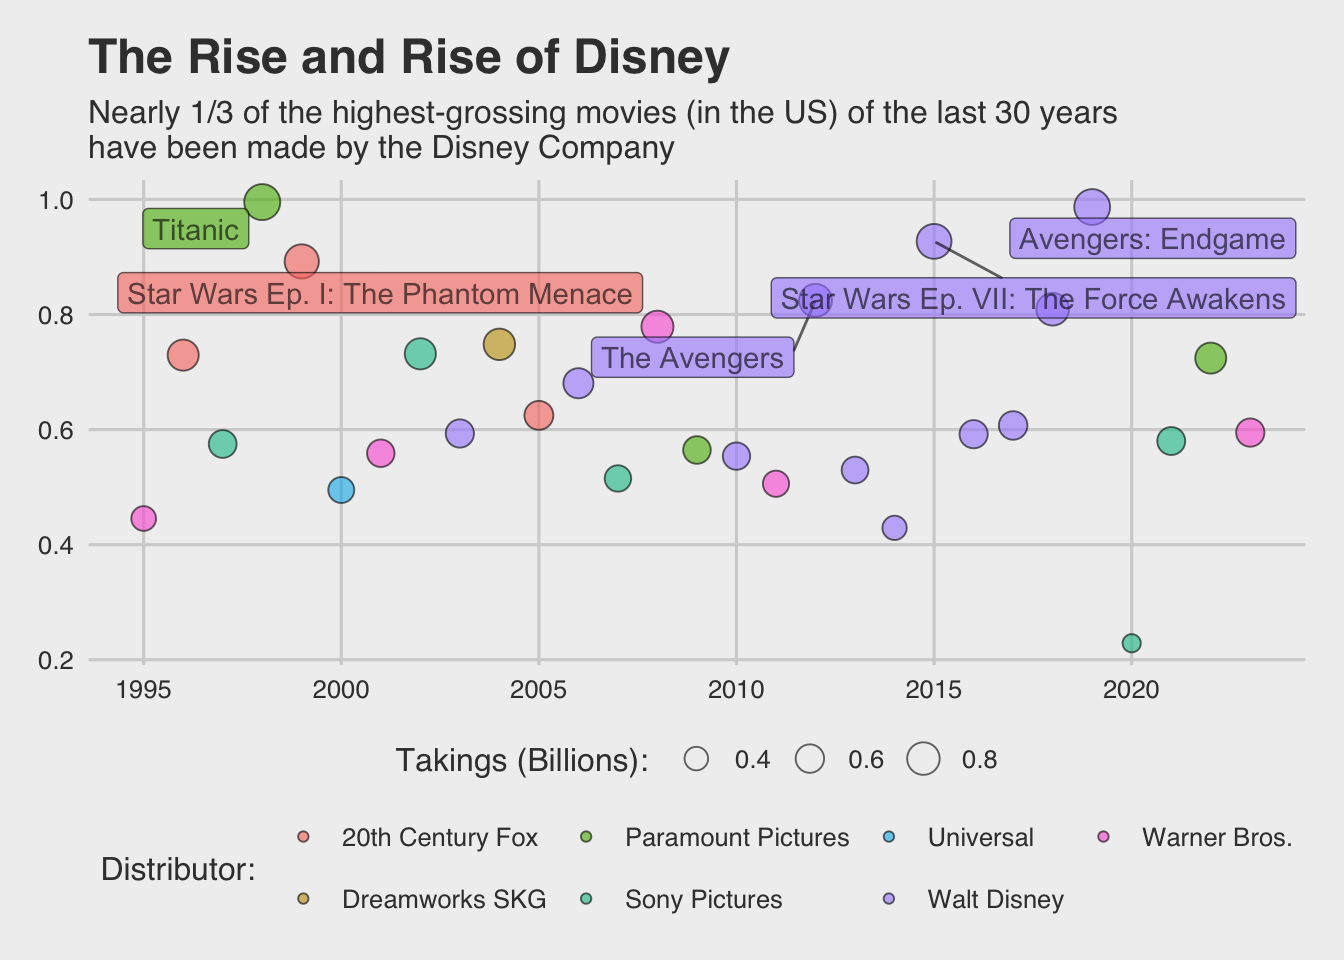 The Rise and Rise of Disney
Nearly 1/3 of the highest-grossing movies (in the US) of the last 30 years
have been made by the Disney Company
1.0
Titanic
Avengers: Endgame
Star Wars Ep. I: The Phantom Menace
Star Wars Ep. VII: The Force Awakens
0.8
The Avengers
0.6
0.4
0.2
1995 2000 2005 2010 2015 2020
Takings (Billions): 0.4 0.6 0.8
20th Century Fox Paramount Pictures Universal Warner Bros.
Distributor:
Dreamworks SKG Sony Pictures Walt Disney